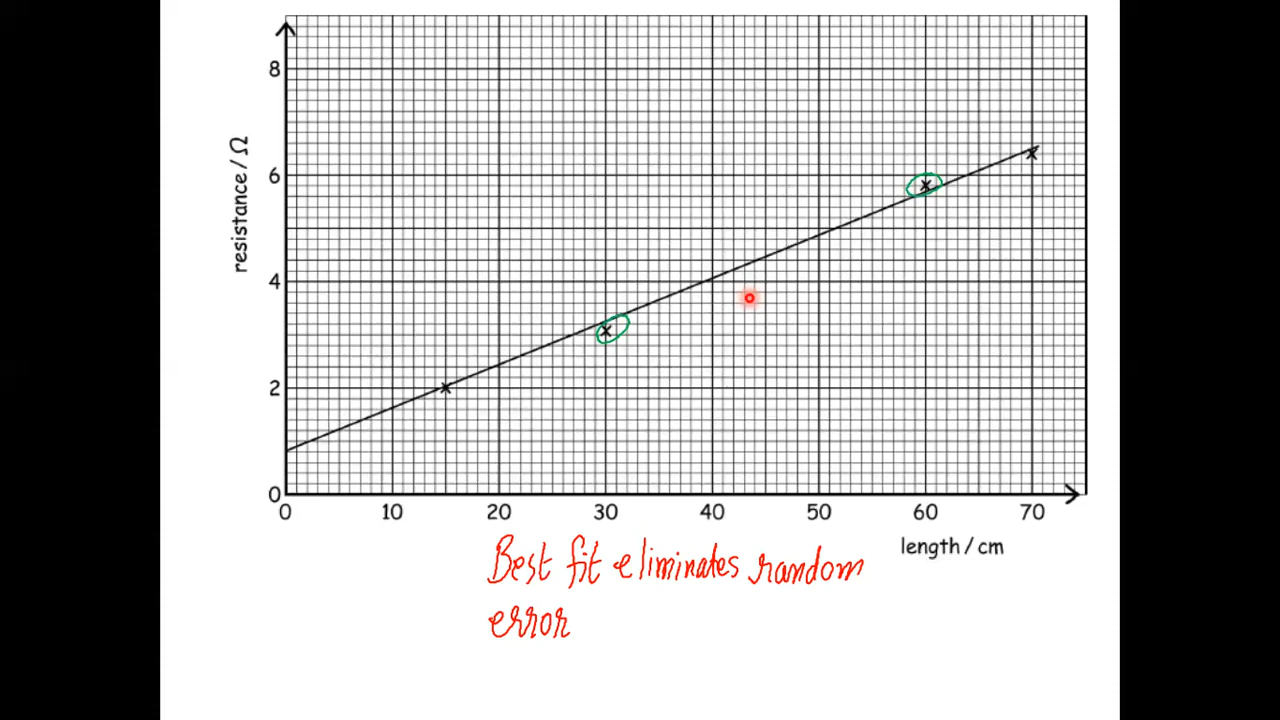 8
6
4
2
0
resistance / Ω
0 10 20 30 40 50 60 70
length / cm
Best fit eliminates random
error